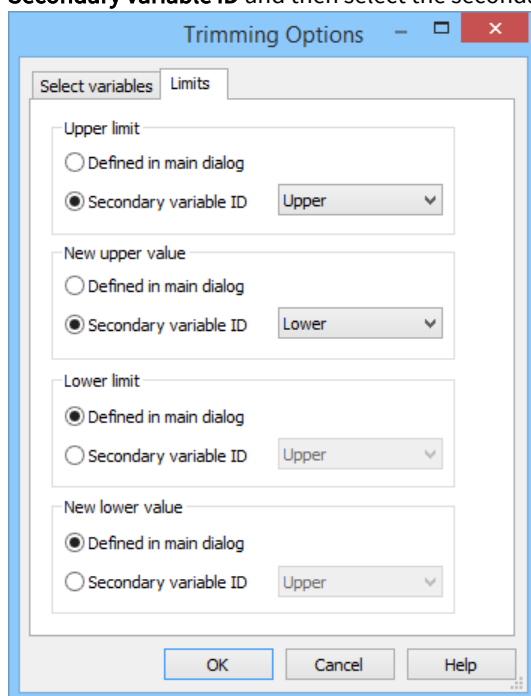 Secondary variable ID and then select the second
Trimming Options
Select variables Limits
Upper limit
Defined in main dialog
Secondary variable ID Upper
New upper value
Defined in main dialog
Secondary variable ID Lower
Lower limit
Defined in main dialog
Secondary variable ID Upper
New lower value
Defined in main dialog
Secondary variable ID Upper
OK Cancel Help